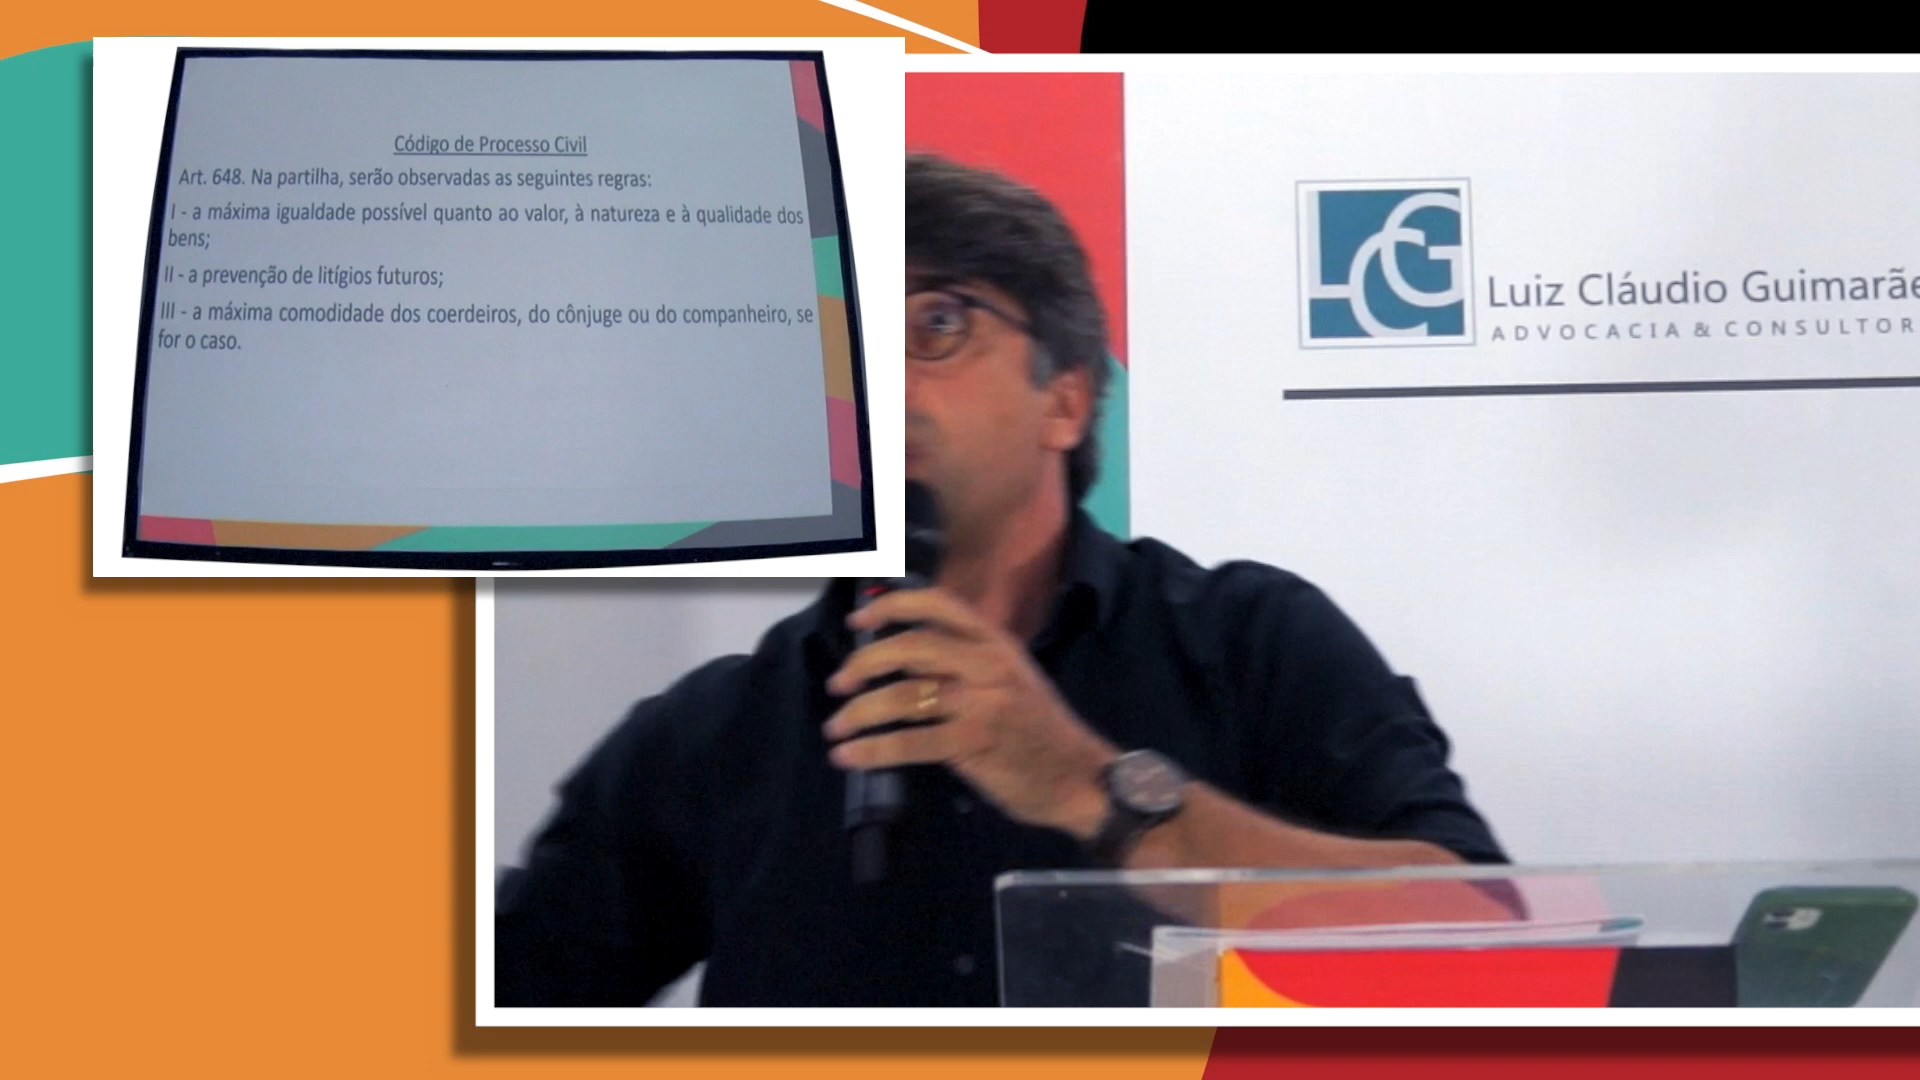 Código de Processo Civil
Art. 648. Na partilha, serão observadas as seguintes regras:
I - a máxima igualdade possível quanto ao valor, à natureza e à qualidade dos
bens;
II - a prevenção de litígios futuros;
III - a máxima comodidade dos coerdeiros, do cônjuge ou do companheiro, se
for o caso.
LCG
Luiz Cláudio Guimarãe
ADVOCACIA & CONSULTOR